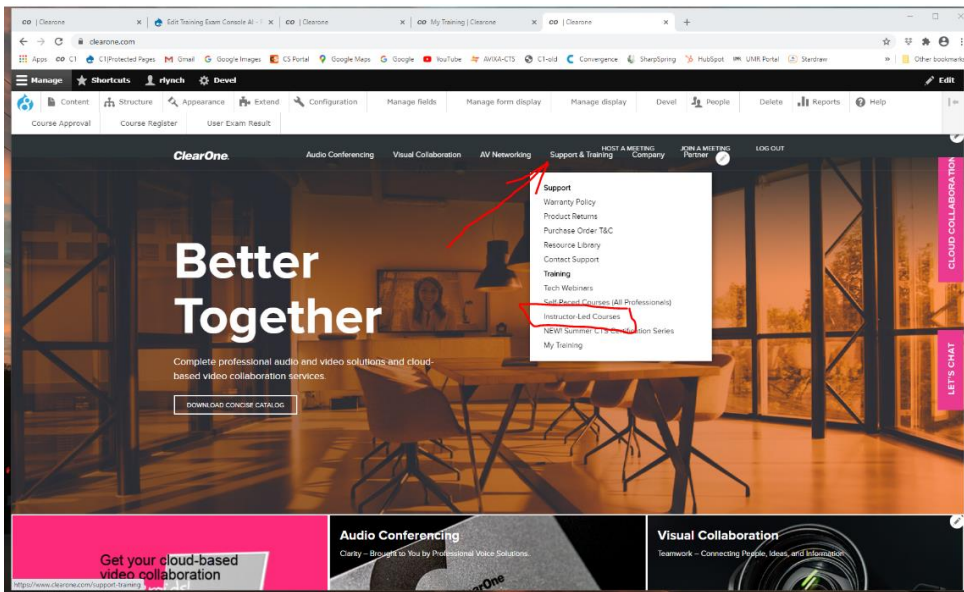 CO | Clearone
Edit Training Exam Console AI - |
CO | Clearone
CO My Training | Clearone
CO | Clearone
clearone.com
Apps CO C1 C1|Protected Pages Gmail Google Images CS Portal Google Maps Google YouTube AVIXA-CTS C1-old Convergence SharpSpring HubSpot UMR Portal Stardraw » Other bookmarks
Manage Shortcuts rlynch Devel Edit
Content Structure Appearance Extend Configuration Manage fields Manage form display Manage display Devel People Delete Reports Help
Course Approval Course Register User Exam Result
HOST A MEETING JOIN A MEETING LOG OUT
ClearOne. Audio Conferencing Visual Collaboration AV Networking Support & Training Company Partner
Support
Warranty Policy
Product Returns
Purchase Order T&C
Resource Library
Contact Support
Training
Tech Webinars
Self-Paced Courses (All Professionals)
Instructor-Led Courses
NEW! Summer CTS Certification Series
My Training
Better
Together
Complete professional audio and video solutions and cloud-
based video collaboration services.
DOWNLOAD CONCISE CATALOG
CLOUD COLLABORATION
LET'S CHAT
Get your cloud-based
video collaboration
https://www.clearone.com/support-training
Audio Conferencing
Clarity – Brought to You by Professional Voice Solutions.
ClearOne
Visual Collaboration
Teamwork – Connecting People, Ideas, and Information